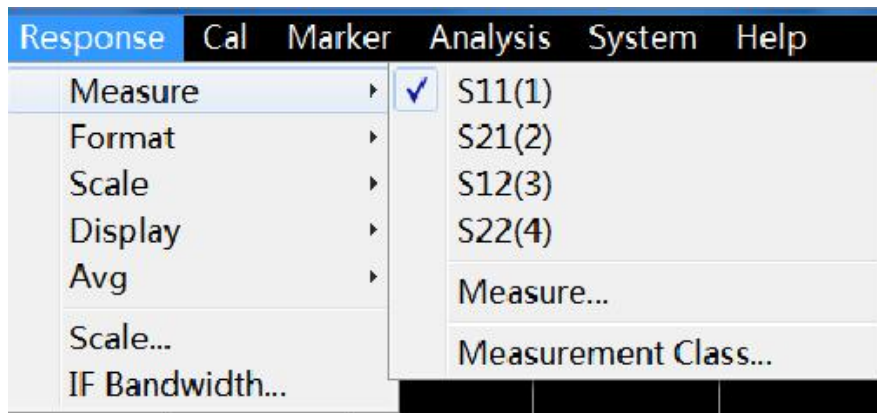 Response Cal Marker Analysis System Help
Measure
Format
Scale
Display
Avg
Scale...
IF Bandwidth...
S11(1)
S21(2)
S12(3)
S22(4)
Measure...
Measurement Class...